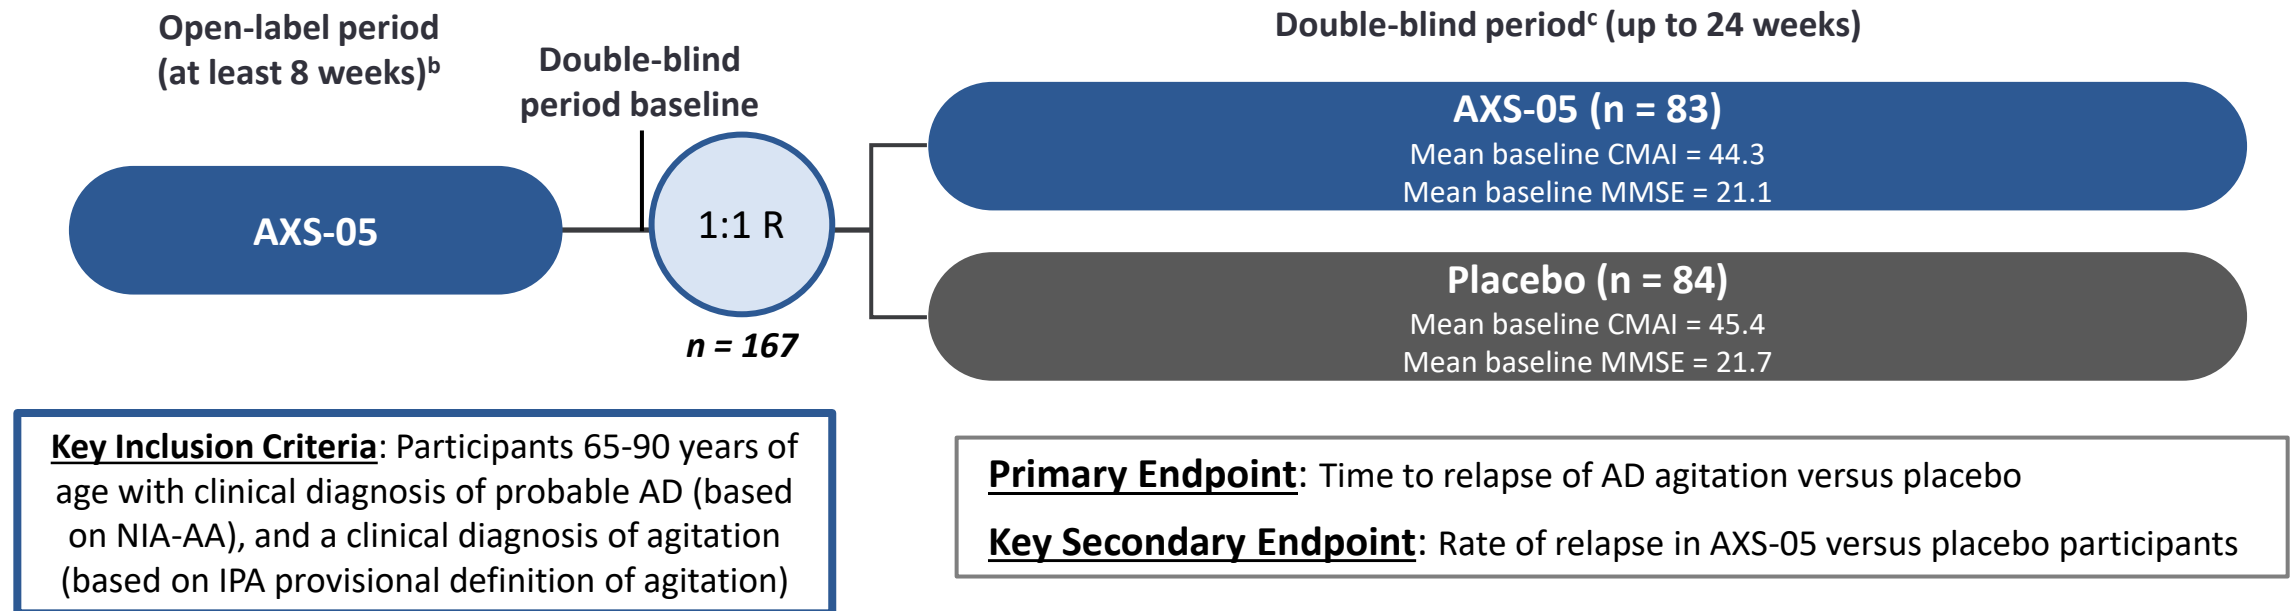 Open-label period
(at least 8 weeks)ᵇ
Double-blind
period baseline
Double-blind periodᶜ (up to 24 weeks)
AXS-05
1:1 R
n = 167
AXS-05 (n = 83)
Mean baseline CMAI = 44.3
Mean baseline MMSE = 21.1
Placebo (n = 84)
Mean baseline CMAI = 45.4
Mean baseline MMSE = 21.7
Key Inclusion Criteria: Participants 65-90 years of
age with clinical diagnosis of probable AD (based
on NIA-AA), and a clinical diagnosis of agitation
(based on IPA provisional definition of agitation)
Primary Endpoint: Time to relapse of AD agitation versus placebo
Key Secondary Endpoint: Rate of relapse in AXS-05 versus placebo participants